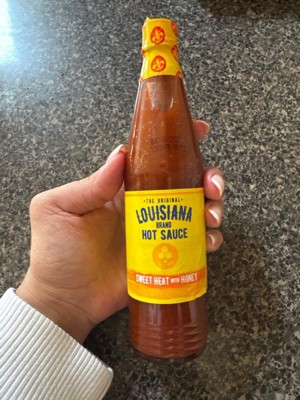 THE ORIGINAL
LOUISIANA
BRAND
HOT SAUCE
SWEET HEAT WITH HONEY